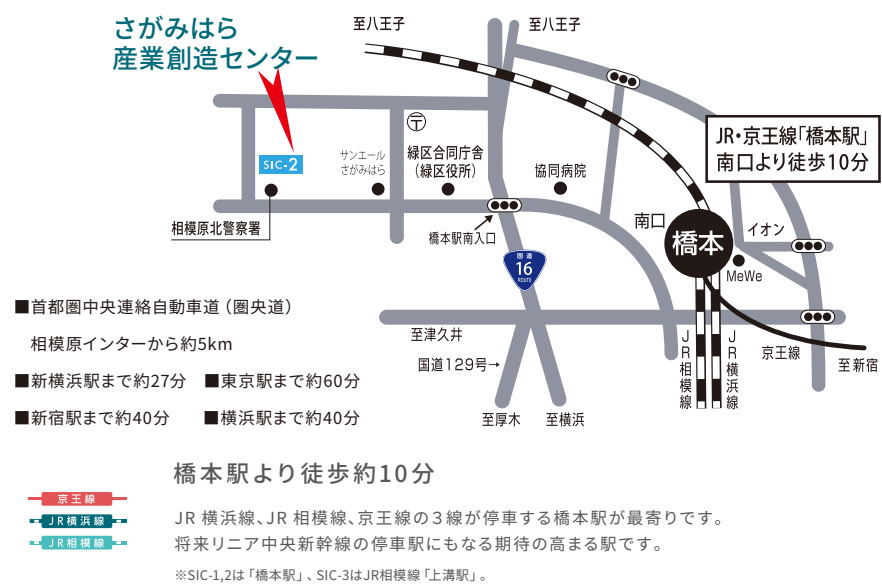 さがみはら
産業創造センター
至八王子
至八王子
SIC-2
サンエール
さがみはら
〒
緑区合同庁舎
(緑区役所)
協同病院
JR・京王線「橋本駅」
南口より徒歩10分
相模原北警察署
橋本駅南入口
南口
橋本
イオン
MeWe
国道
16
ROUTE
■首都圏中央連絡自動車道(圏央道)
相模原インターから約5km
■新横浜駅まで約27分 ■東京駅まで約60分
■新宿駅まで約40分 ■横浜駅まで約40分
至津久井
国道129号→
至厚木
至横浜
JR相模線
JR横浜線
京王線
至新宿
橋本駅より徒歩約10分
京王線
JR横浜線
JR相模線
JR 横浜線、JR 相模線、京王線の３線が停車する橋本駅が最寄りです。
将来リニア中央新幹線の停車駅にもなる期待の高まる駅です。
※SIC-1,2は「橋本駅」、SIC-3はJR相模線「上溝駅」。